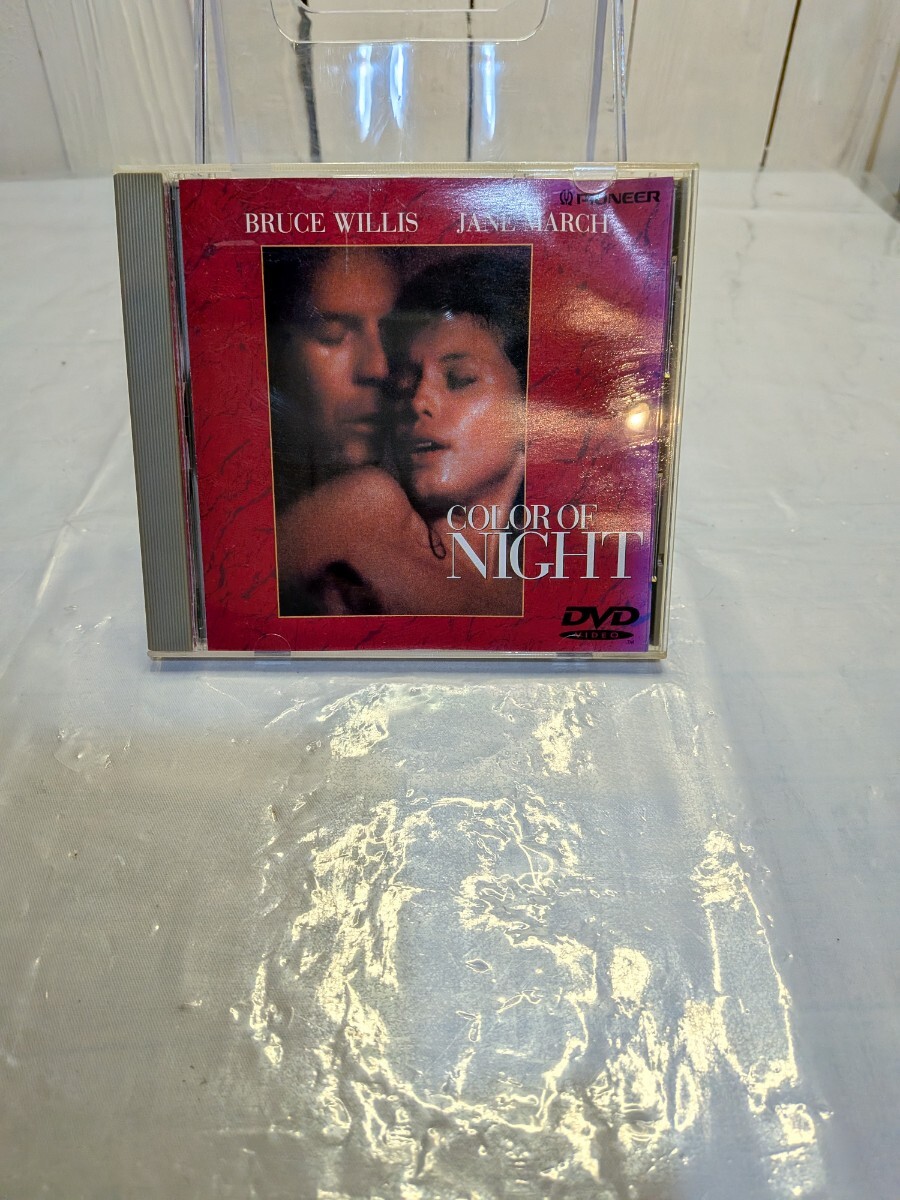 PIONEER
BRUCE WILLIS JANE MARCH
COLOR OF
NIGHT
DVD
VIDEO